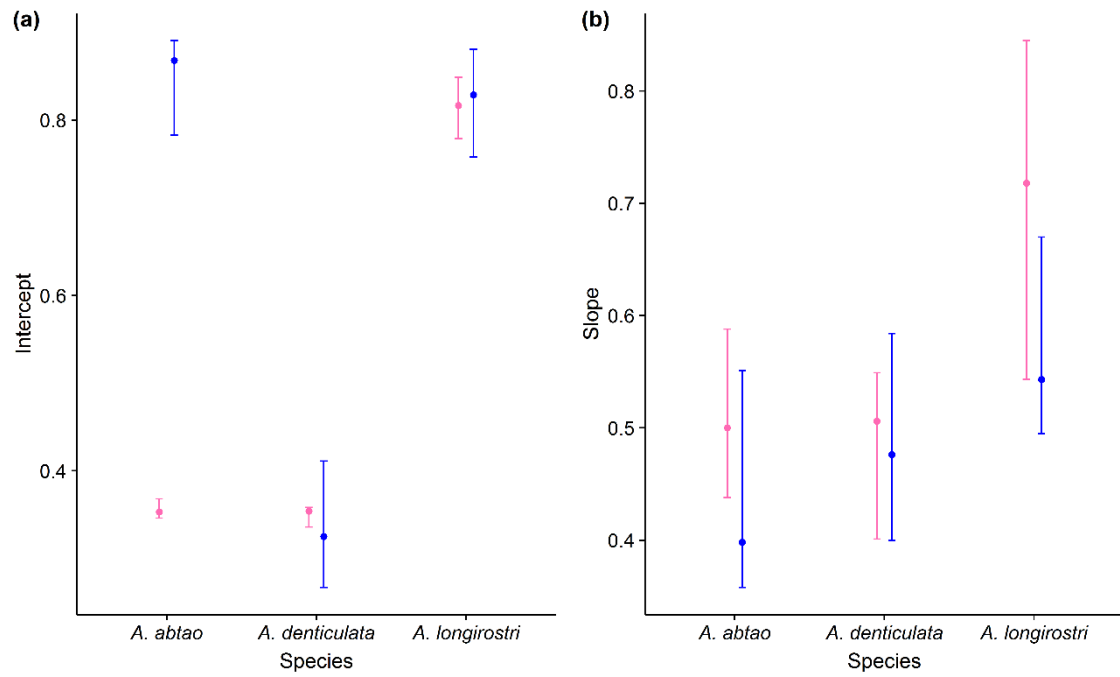 (a)
Intercept
0.8
0.6
0.4
A. abtao A. denticulata A. longirostri
Species
(b)
Slope
0.8
0.7
0.6
0.5
0.4
A. abtao A. denticulata A. longirostri
Species